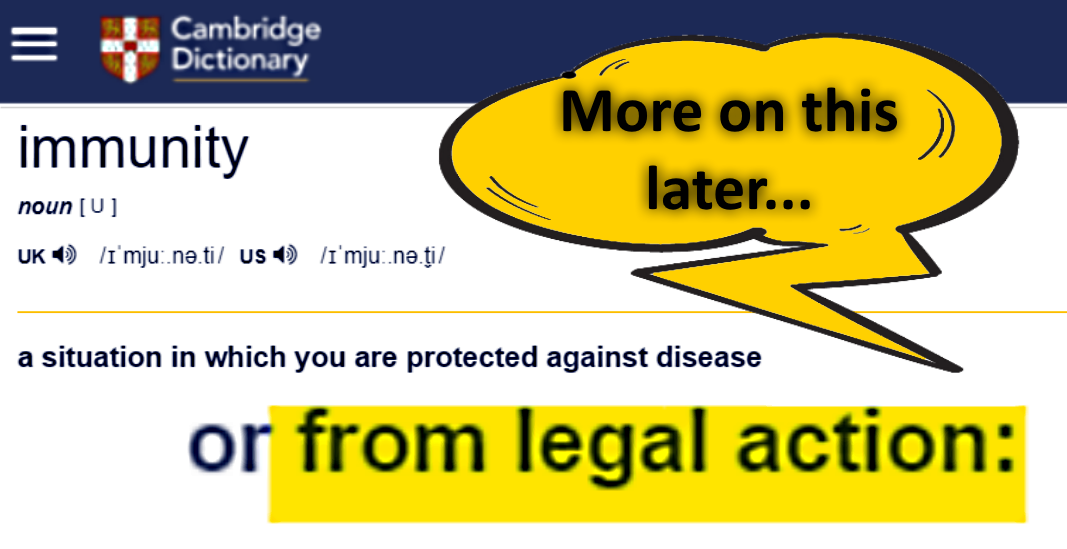 Cambridge
Dictionary
More on this
later...
immunity
noun [ U ]
UK /ɪˈmjuː.nə.ti/ US /ɪˈmjuː.nə.t̬i/
a situation in which you are protected against disease
or from legal action: